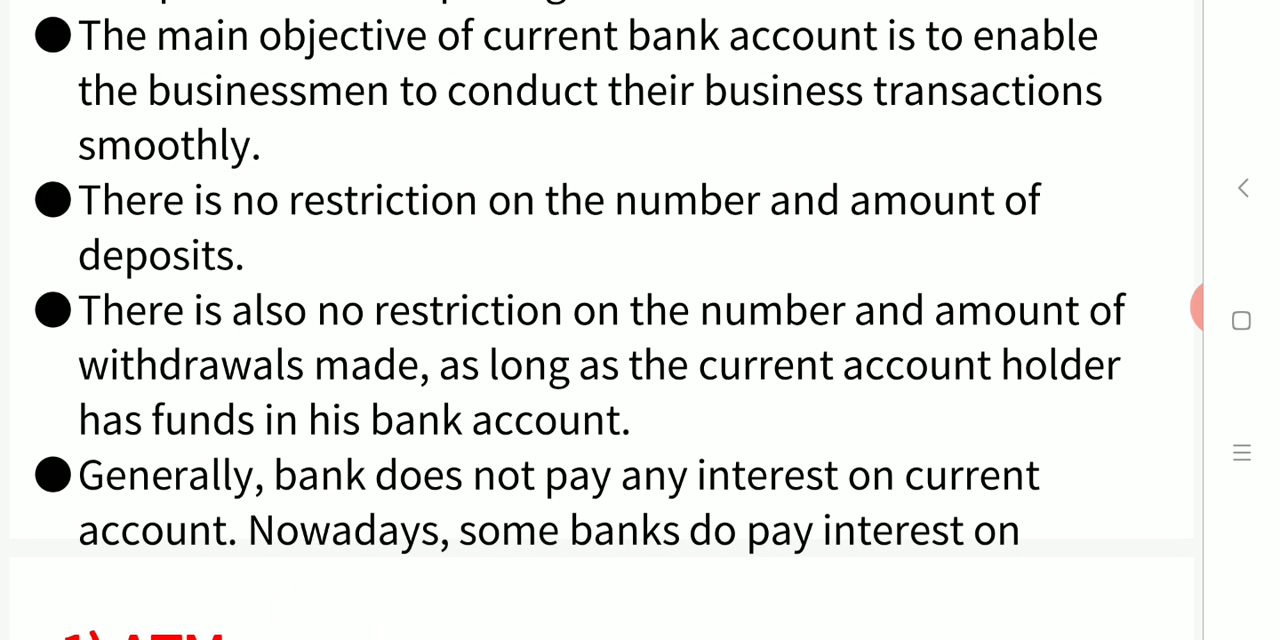 ●The main objective of current bank account is to enable
the businessmen to conduct their business transactions
smoothly.
●There is no restriction on the number and amount of
deposits.
●There is also no restriction on the number and amount of
withdrawals made, as long as the current account holder
has funds in his bank account.
●Generally, bank does not pay any interest on current
account. Nowadays, some banks do pay interest on
1) ATM